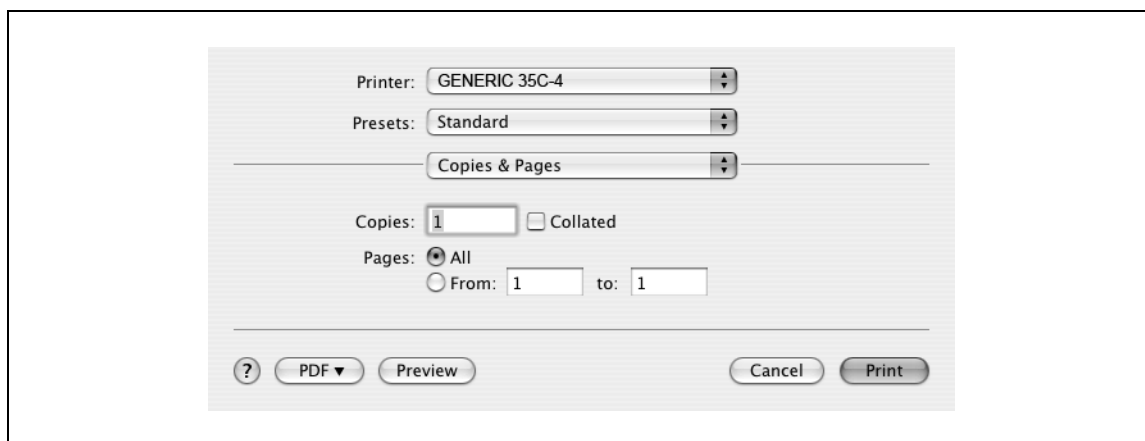 Printer: GENERIC 35C-4
Presets: Standard
Copies & Pages
Copies: 1 Collated
Pages: All
From: 1 to: 1
? PDF ▼ Preview Cancel Print